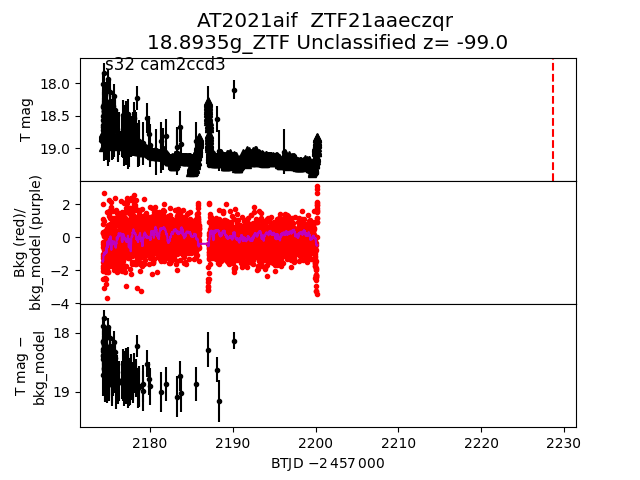 AT2021aif  ZTF21aaeczqr
18.8935g_ZTF Unclassified z= -99.0
s32 cam2ccd3
T mag
18.0
18.5
19.0
Bkg (red)/
bkg_model (purple)
2
0
−2
−4
T mag −
bkg_model
18
19
2180 2190 2200 2210 2220 2230
BTJD −2 457 000